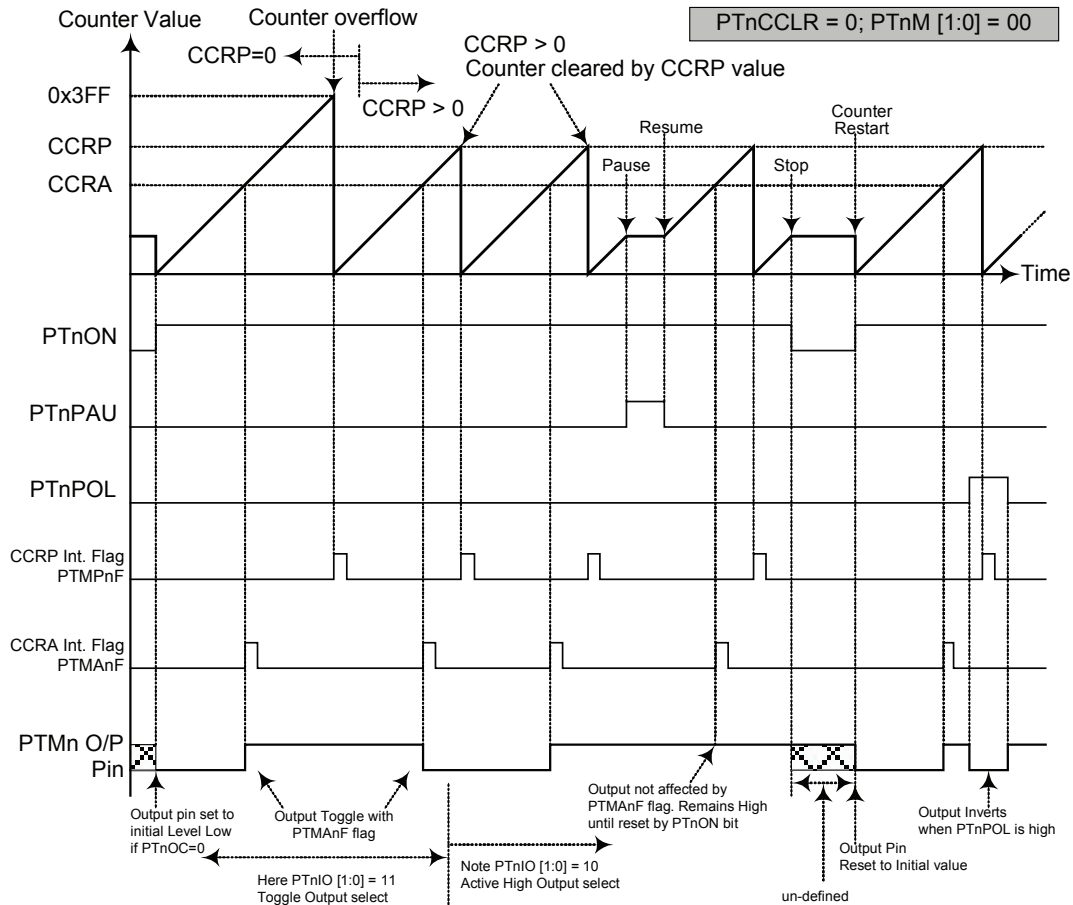 Counter Value
Counter overflow
PTnCCLR = 0; PTnM [1:0] = 00
CCRP=0
CCRP > 0
CCRP > 0
Counter cleared by CCRP value
0x3FF
CCRP
CCRA
Pause
Resume
Stop
Counter
Restart
Time
PTnON
PTnPAU
PTnPOL
CCRP Int. Flag
PTMPnF
CCRA Int. Flag
PTMAnF
PTMn O/P
Pin
Output pin set to
initial Level Low
if PTnOC=0
Output Toggle with
PTMAnF flag
Here PTnIO [1:0] = 11
Toggle Output select
Note PTnIO [1:0] = 10
Active High Output select
Output not affected by
PTMAnF flag. Remains High
until reset by PTnON bit
un-defined
Output Pin
Reset to Initial value
Output Inverts
when PTnPOL is high